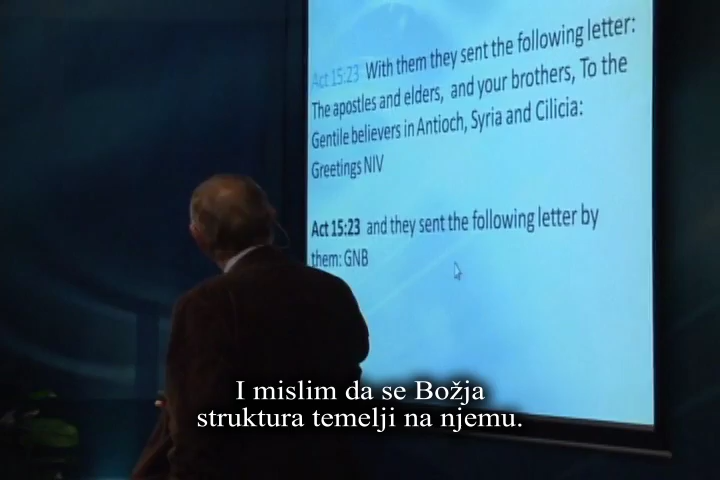 Act 15:23 With them they sent the following letter:
The apostles and elders, and your brothers, To the
Gentile believers in Antioch, Syria and Cilicia:
Greetings NIV
Act 15:23 and they sent the following letter by
them: GNB
I mislim da se Božja
struktura temelji na njemu.